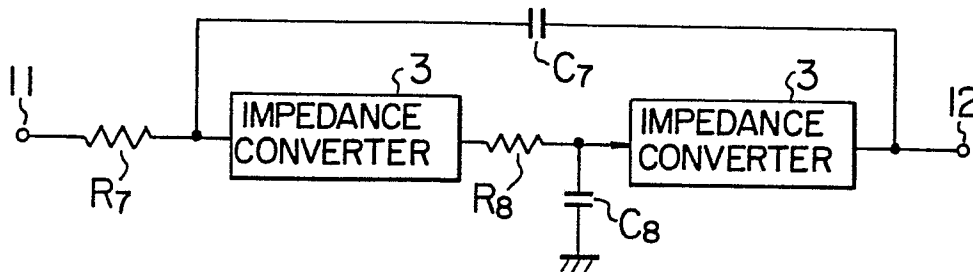 C7
11
3
3
12
IMPEDANCE
CONVERTER
IMPEDANCE
CONVERTER
R7
R8
C8